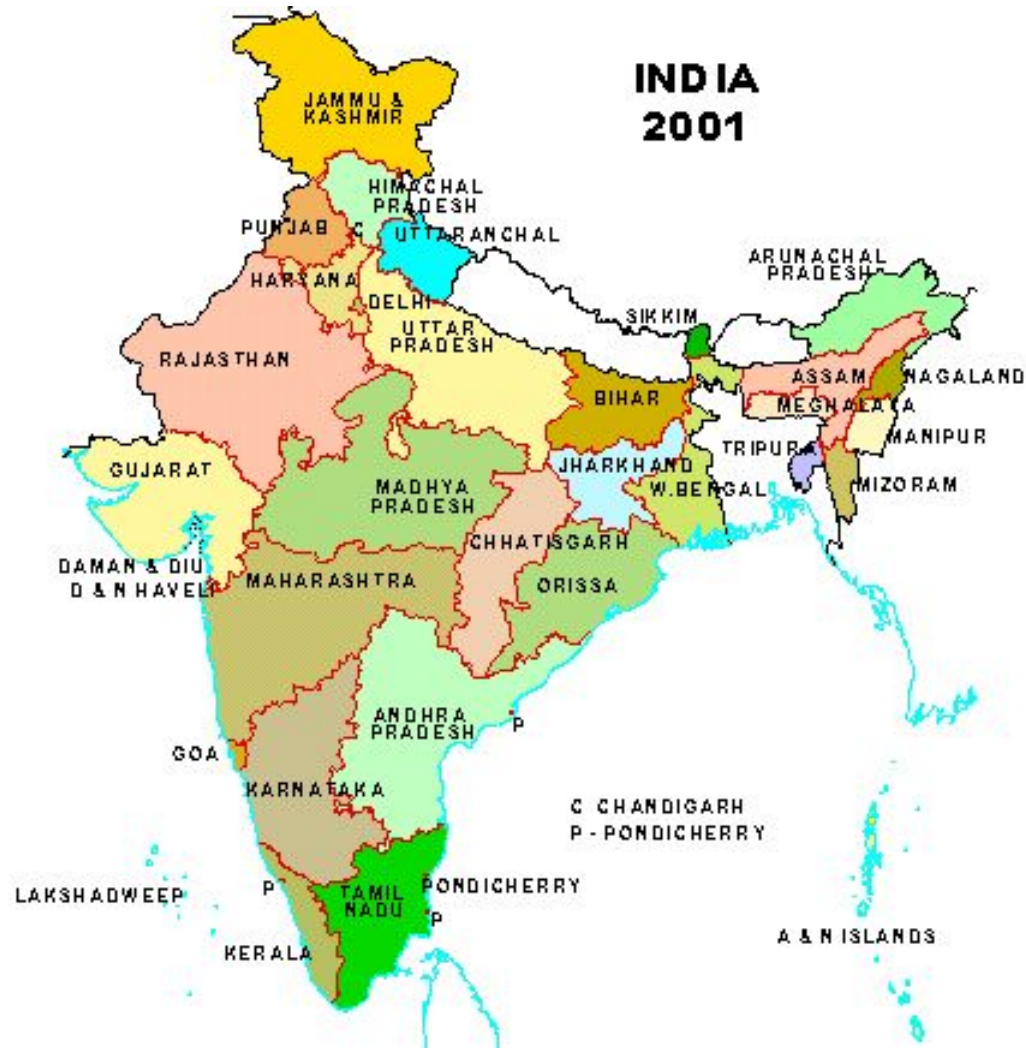 INDIA
2001
JAMMU &
KASHMIR
HIMACHAL
PRADESH
PUNJAB
C
UTTARANCHAL
HARYANA
DELHI
ARUNACHAL
PRADESH
SIKKIM
UTTAR
PRADESH
RAJASTHAN
ASSAM
NAGALAND
BIHAR
MEGHALAYA
MANIPUR
TRIPURA
GUJARAT
JHARKHAND
MADHYA
PRADESH
W.BENGAL
MIZORAM
CHHATISGARH
DAMAN & DIU
D & N HAVELI
MAHARASHTRA
ORISSA
ANDHRA
PRADESH
P
GOA
KARNATAKA
C CHANDIGARH
P - PONDICHERRY
P
LAKSHADWEEP
TAMIL
NADU
PONDICHERRY
P
A & N ISLANDS
KERALA